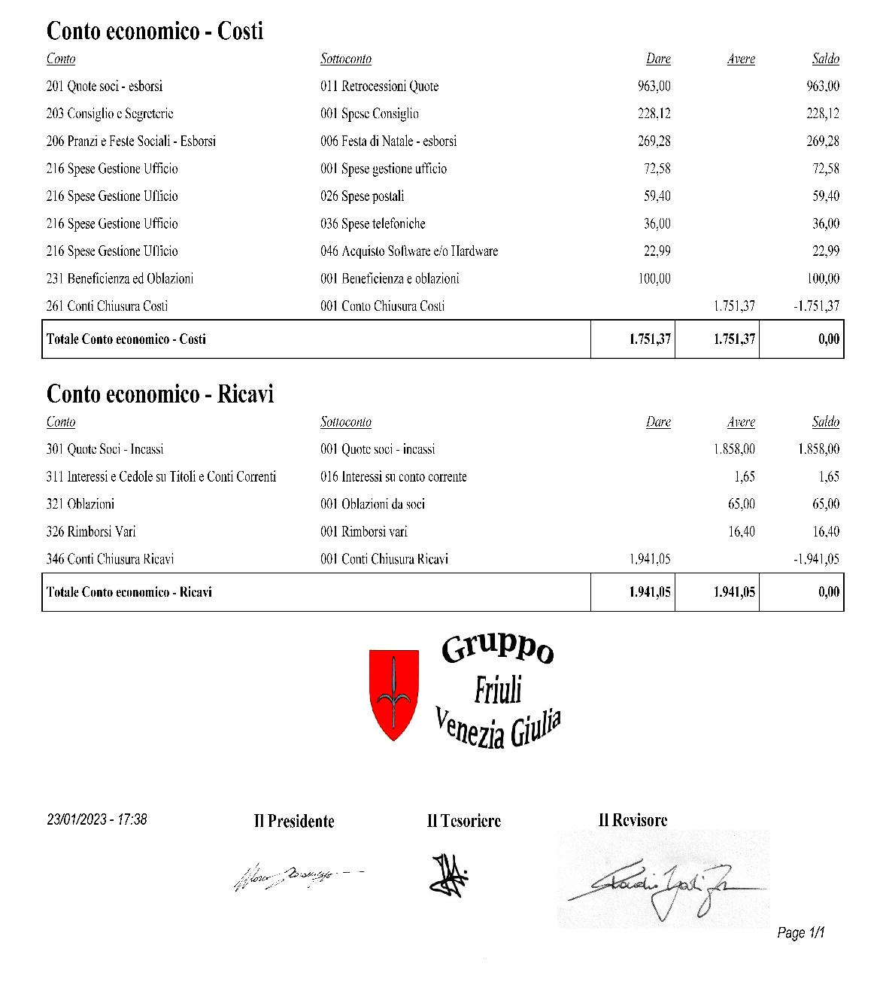 Conto economico - Costi
Conto Sottoconto Dare Avere Saldo
201 Quote soci - esborsi 011 Retrocessioni Quote 963,00 963,00
203 Consiglio e Segreterie 001 Spese Consiglio 228,12 228,12
206 Pranzi e Feste Sociali - Esborsi 006 Festa di Natale - esborsi 269,28 269,28
216 Spese Gestione Ufficio 001 Spese gestione ufficio 72,58 72,58
216 Spese Gestione Ufficio 026 Spese postali 59,40 59,40
216 Spese Gestione Ufficio 036 Spese telefoniche 36,00 36,00
216 Spese Gestione Ufficio 046 Acquisto Software e/o Hardware 22,99 22,99
231 Beneficienza ed Oblazioni 001 Beneficienza e oblazioni 100,00 100,00
261 Conti Chiusura Costi 001 Conto Chiusura Costi 1.751,37 -1.751,37
Totale Conto economico - Costi 1.751,37 1.751,37 0,00
Conto economico - Ricavi
Conto Sottoconto Dare Avere Saldo
301 Quote Soci - Incassi 001 Quote soci - incassi 1.858,00 1.858,00
311 Interessi e Cedole su Titoli e Conti Correnti 016 Interessi su conto corrente 1,65 1,65
321 Oblazioni 001 Oblazioni da soci 65,00 65,00
326 Rimborsi Vari 001 Rimborsi vari 16,40 16,40
346 Conti Chiusura Ricavi 001 Conti Chiusura Ricavi 1.941,05 -1.941,05
Totale Conto economico - Ricavi 1.941,05 1.941,05 0,00
Gruppo
Friuli
Venezia Giulia
23/01/2023 - 17:38 Il Presidente Il Tesoriere Il Revisore
Page 1/1